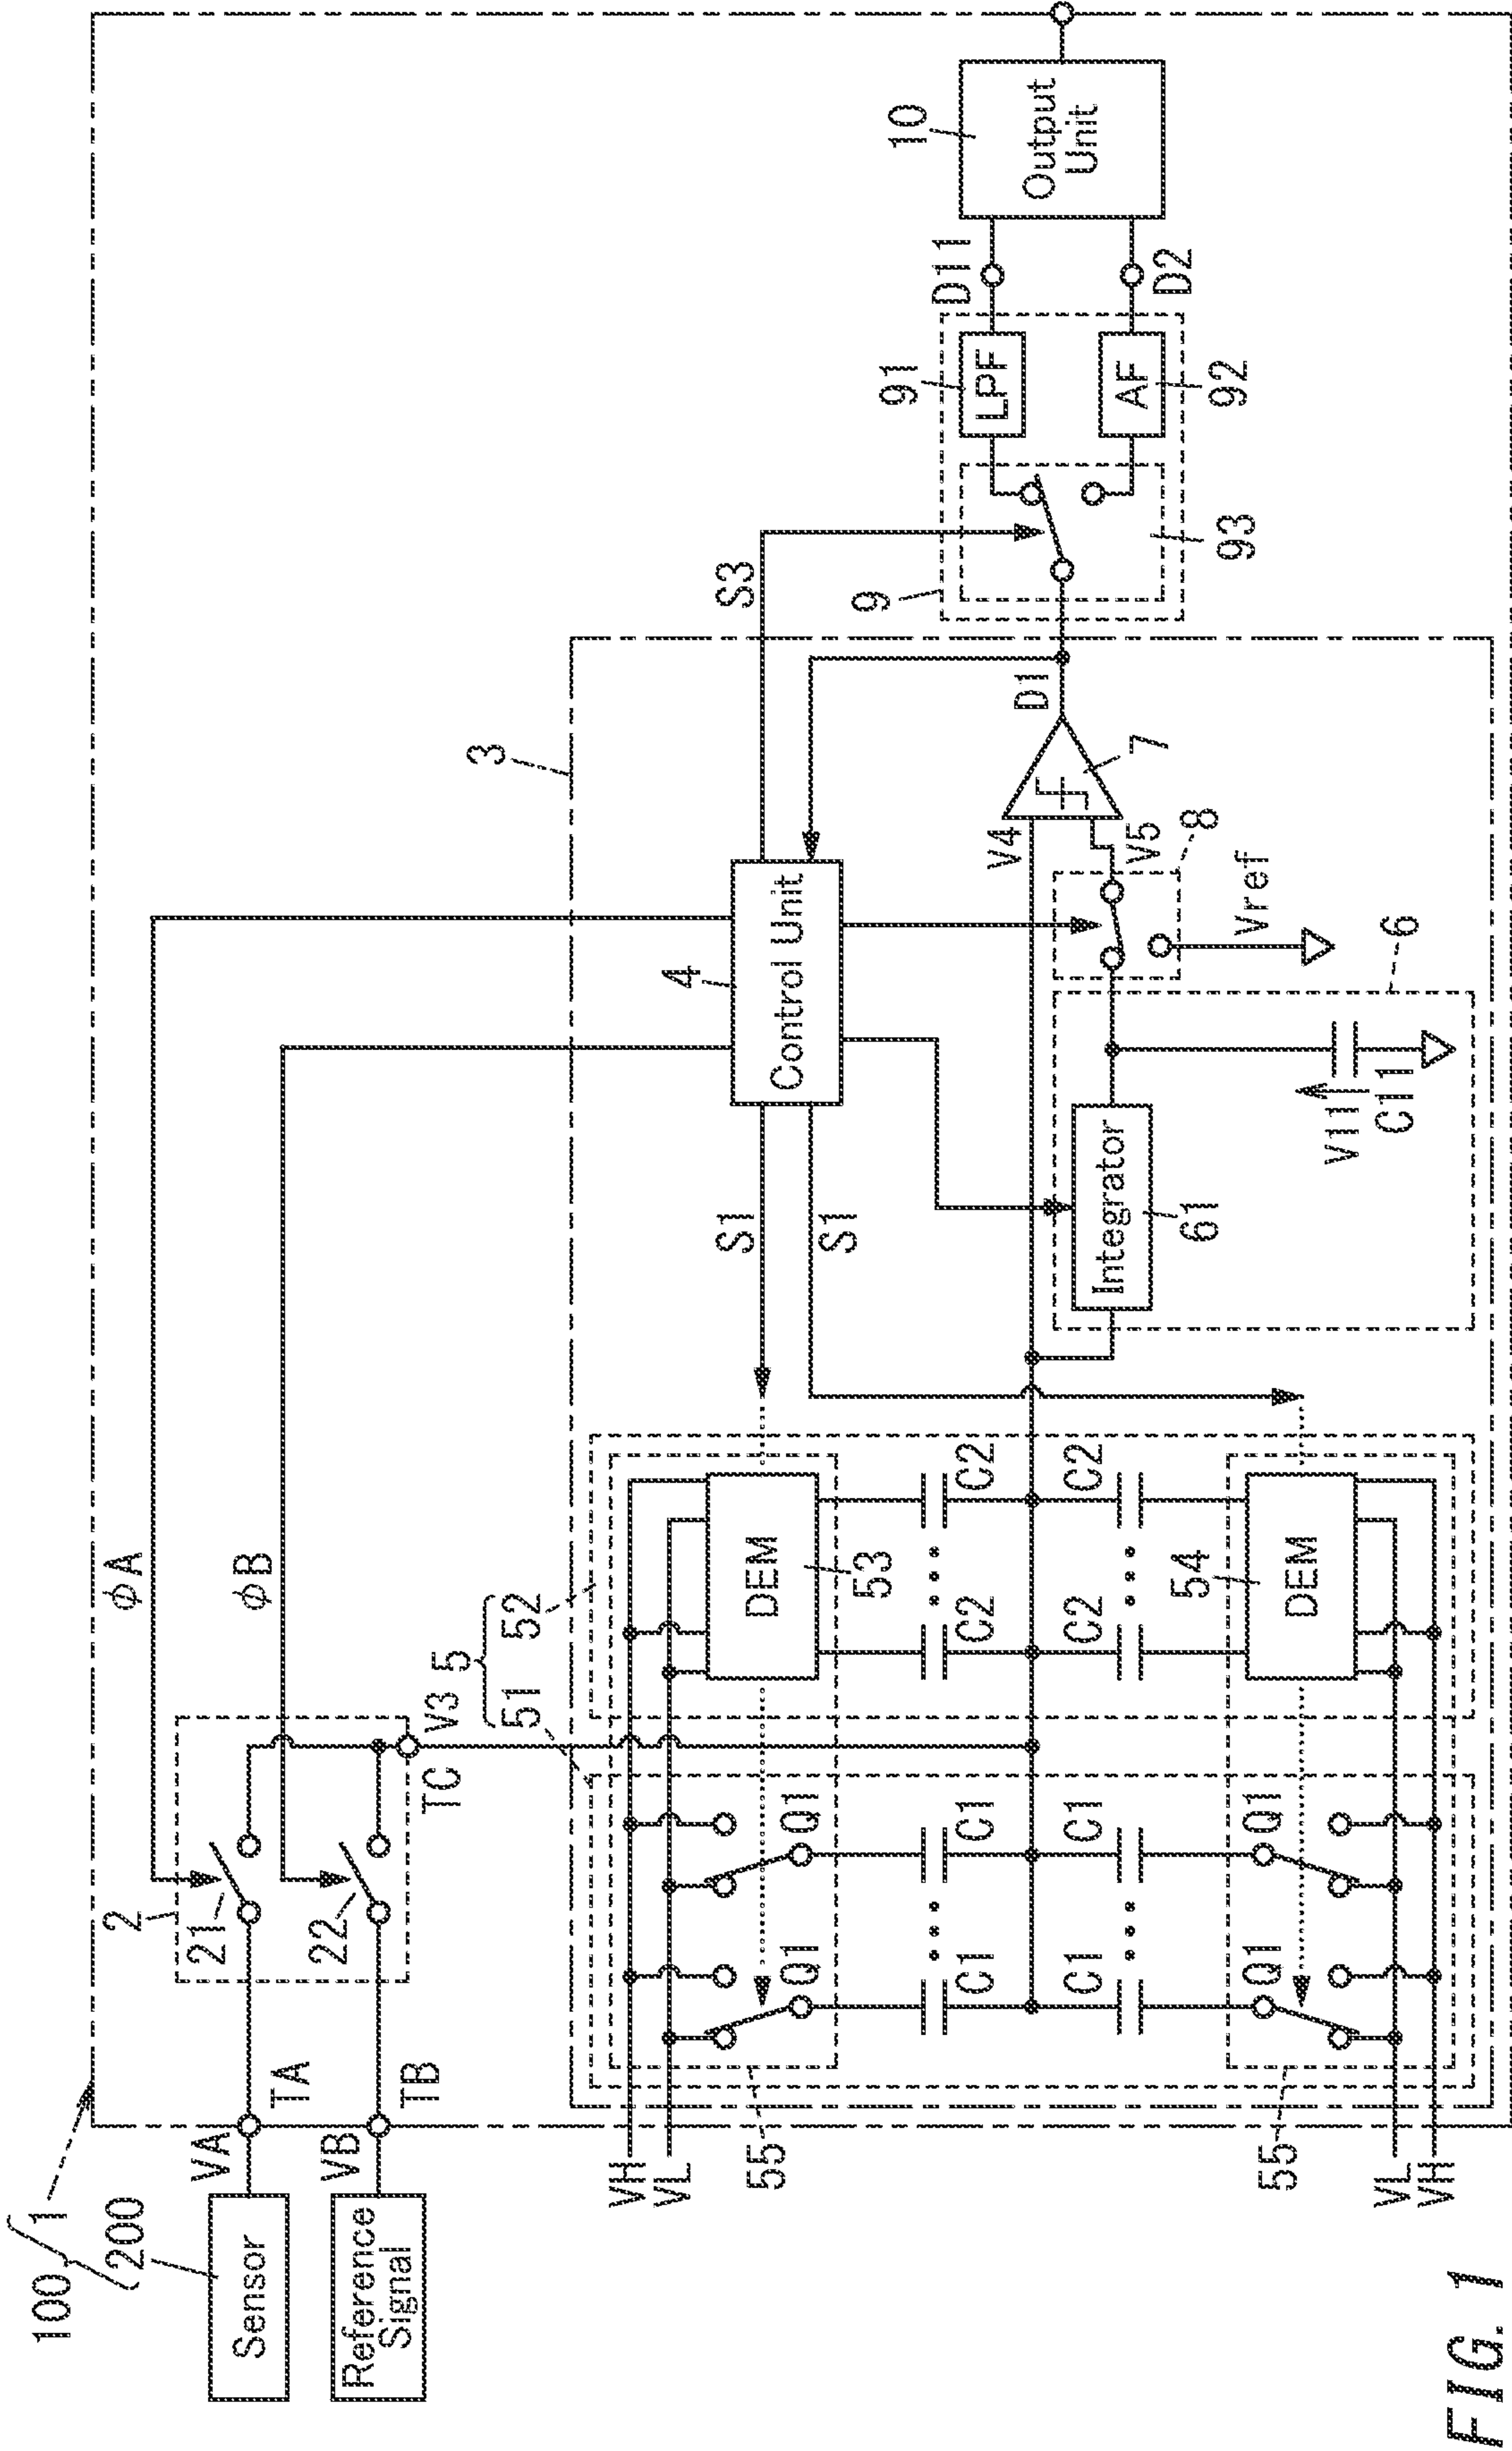 100
1
200
Sensor
VA
TA
Reference
Signal
VB
TB
2
21
22
φA
φB
TC
V3
5
51
52
3
4
Control Unit
S1
S1
S3
VH
VL
55
Q1
Q1
DEM
53
C1
C1
C2
C2
C1
C1
C2
C2
Q1
Q1
54
DEM
55
VL
VH
Integrator
61
V11
C11
6
V4
V5
8
Vref
7
D1
9
93
91
LPF
AF
92
D11
D2
10
Output
Unit
FIG. 1